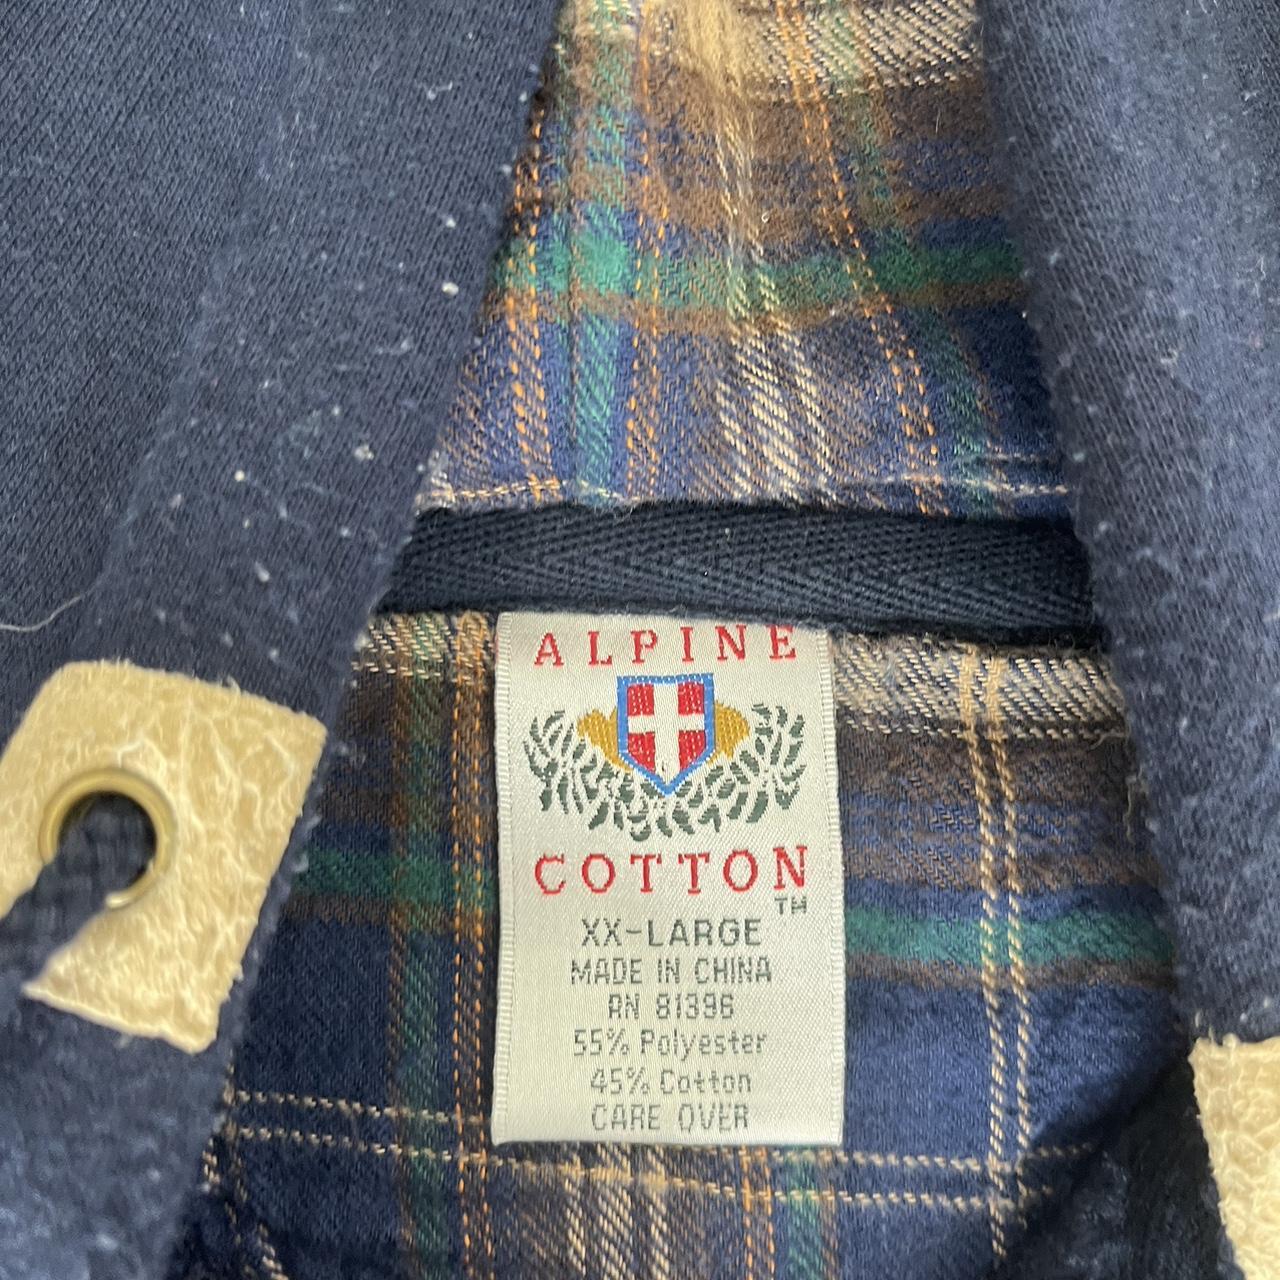 ALPINE
COTTON
TM
XX-LARGE
MADE IN CHINA
RN 81396
55% Polyester
45% Cotton
CARE OVER